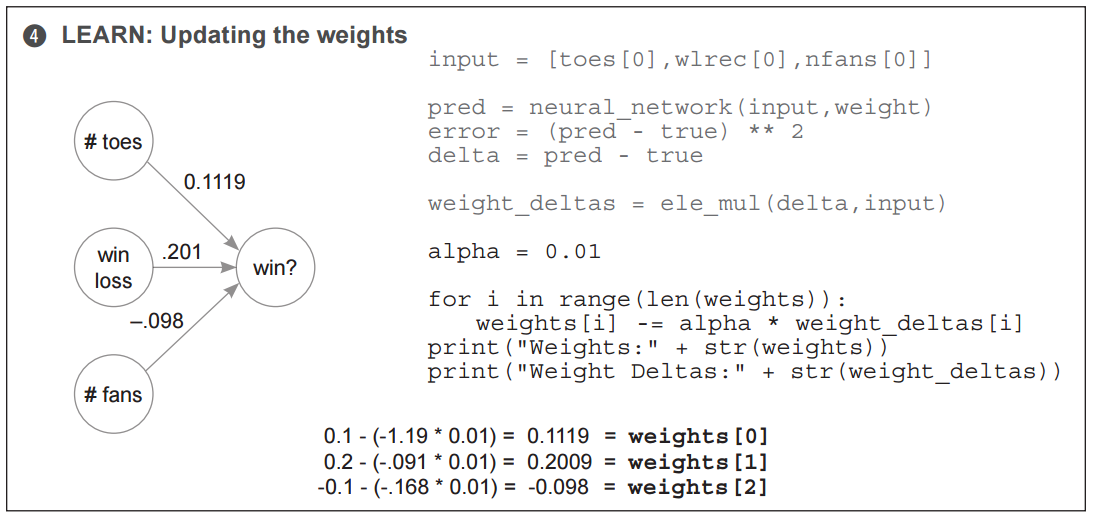 4 LEARN: Updating the weights
input = [toes[0],wlrec[0],nfans[0]]
pred = neural_network(input,weight)
error = (pred - true) ** 2
delta = pred - true
weight_deltas = ele_mul(delta,input)
alpha = 0.01
for i in range(len(weights)):
weights[i] -= alpha * weight_deltas[i]
print("Weights:" + str(weights))
print("Weight Deltas:" + str(weight_deltas))
# toes
0.1119
win
loss
.201
win?
–.098
# fans
0.1 - (-1.19 * 0.01) = 0.1119 = weights[0]
0.2 - (-.091 * 0.01) = 0.2009 = weights[1]
-0.1 - (-.168 * 0.01) = -0.098 = weights[2]